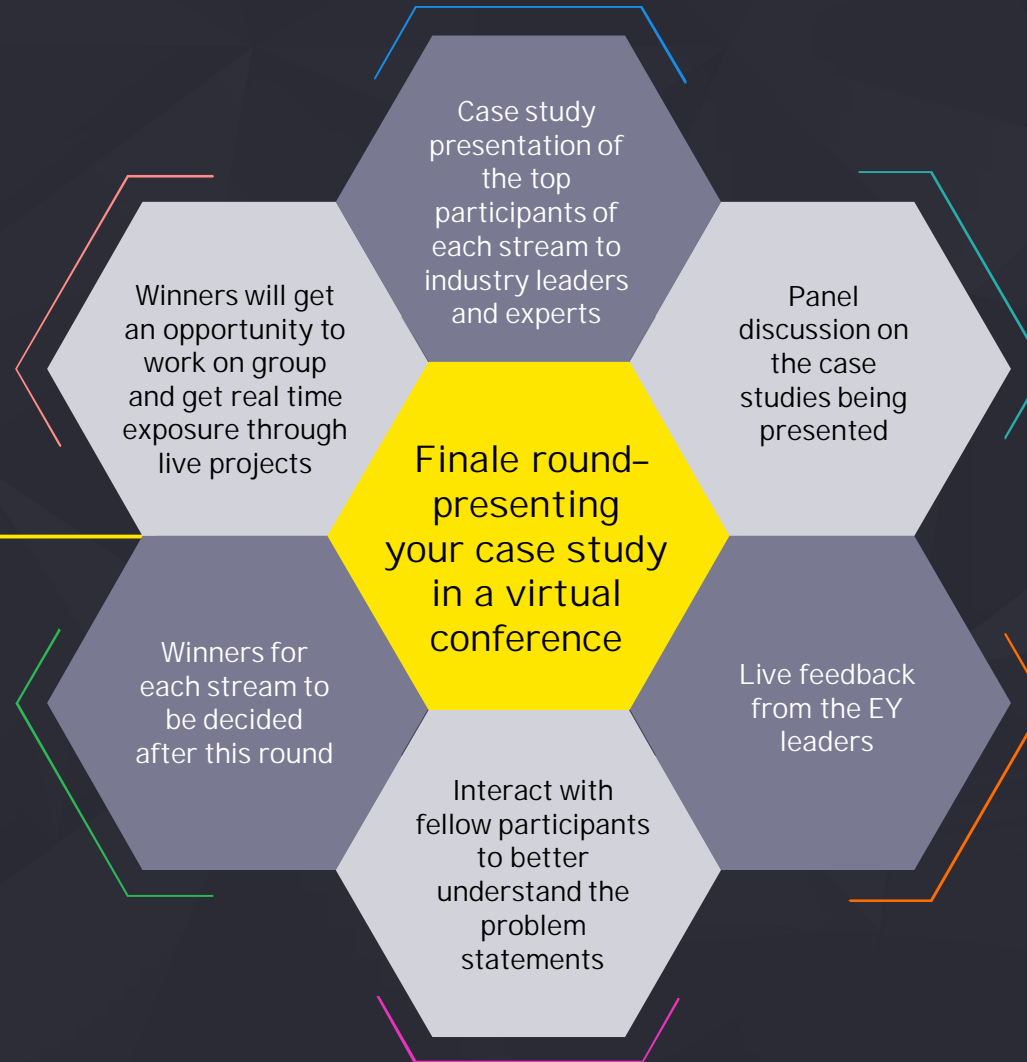 Case study
presentation of
the top
participants of
each stream to
industry leaders
and experts
Panel
discussion on
the case
studies being
presented
Live feedback
from the EY
leaders
Interact with
fellow participants
to better
understand the
problem
statements
Winners for
each stream to
be decided
after this round
Winners will get
an opportunity to
work on group
and get real time
exposure through
live projects
Finale round–
presenting
your case study
in a virtual
conference